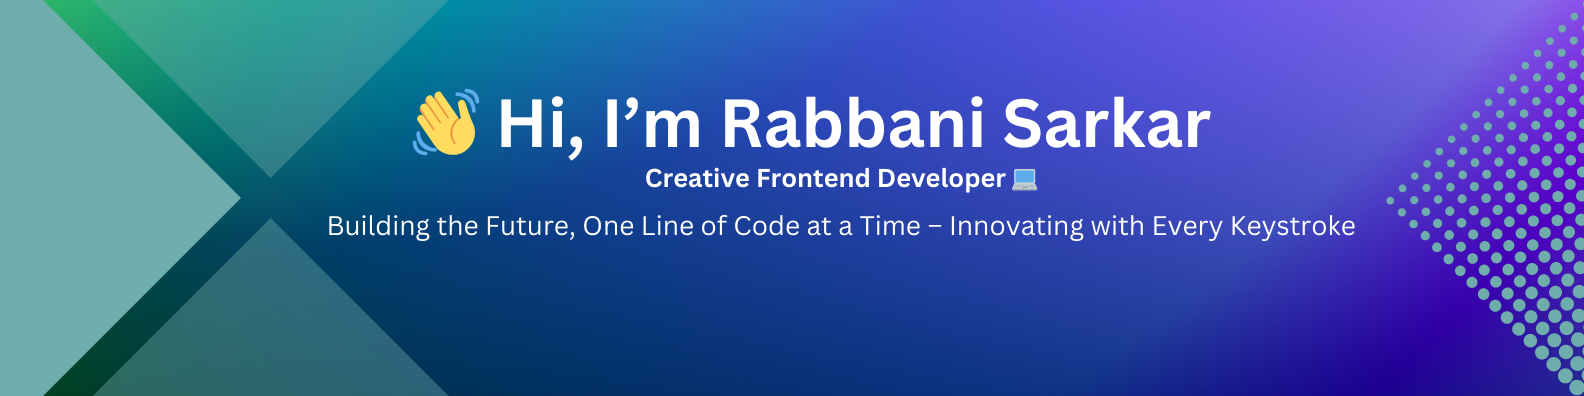 👋 Hi, I’m Rabbani Sarkar
Creative Frontend Developer 💻
Building the Future, One Line of Code at a Time – Innovating with Every Keystroke